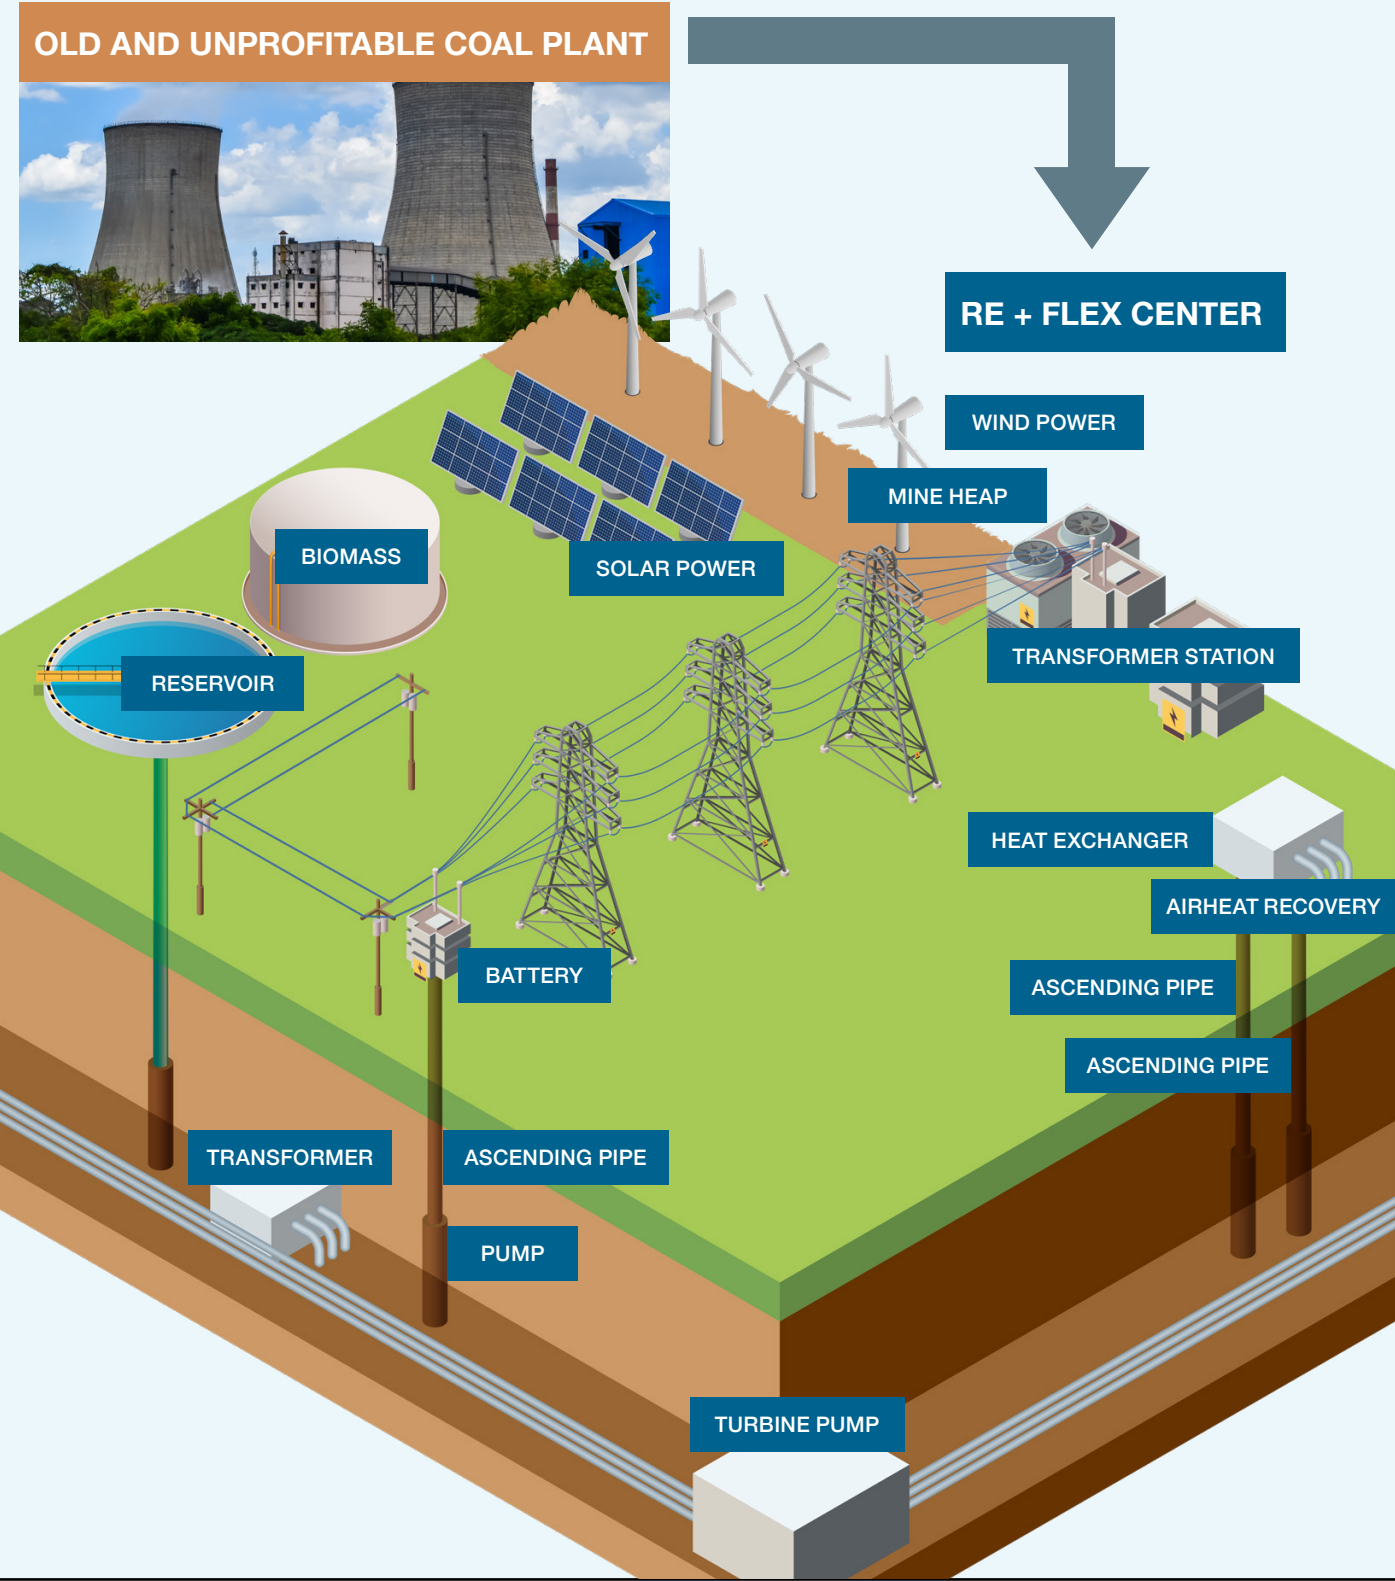 OLD AND UNPROFITABLE COAL PLANT
RE + FLEX CENTER
WIND POWER
MINE HEAP
BIOMASS
SOLAR POWER
TRANSFORMER STATION
RESERVOIR
HEAT EXCHANGER
AIRHEAT RECOVERY
BATTERY
ASCENDING PIPE
ASCENDING PIPE
TRANSFORMER
ASCENDING PIPE
PUMP
TURBINE PUMP